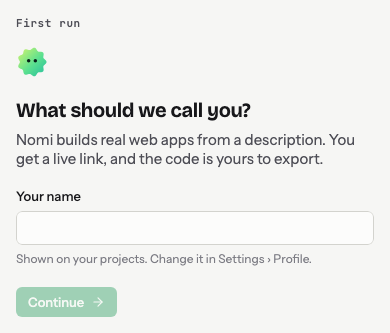 First run
What should we call you?
Nomi builds real web apps from a description. You
get a live link, and the code is yours to export.
Your name
Shown on your projects. Change it in Settings › Profile.
Continue →